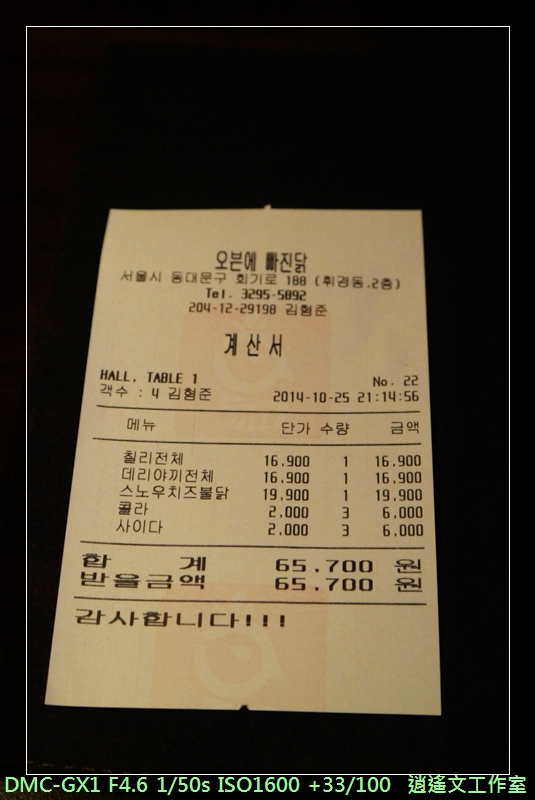 오븐에 빠진닭
서울시 동대문구 회기로 188 (휘경동,2층)
Tel. 3295-5892
204-12-29198 김형준
계산서
HALL, TABLE 1 No. 22
객수 : 4 김형준 2014-10-25 21:14:56
메뉴 단가 수량 금액
칠리전체 16,900 1 16,900
데리야끼전체 16,900 1 16,900
스노우치즈불닭 19,900 1 19,900
콜라 2,000 3 6,000
사이다 2,000 3 6,000
합 계 65,700 원
받을금액 65,700 원
감사합니다!!!
DMC-GX1 F4.6 1/50s ISO1600 +33/100 逍遙文工作室